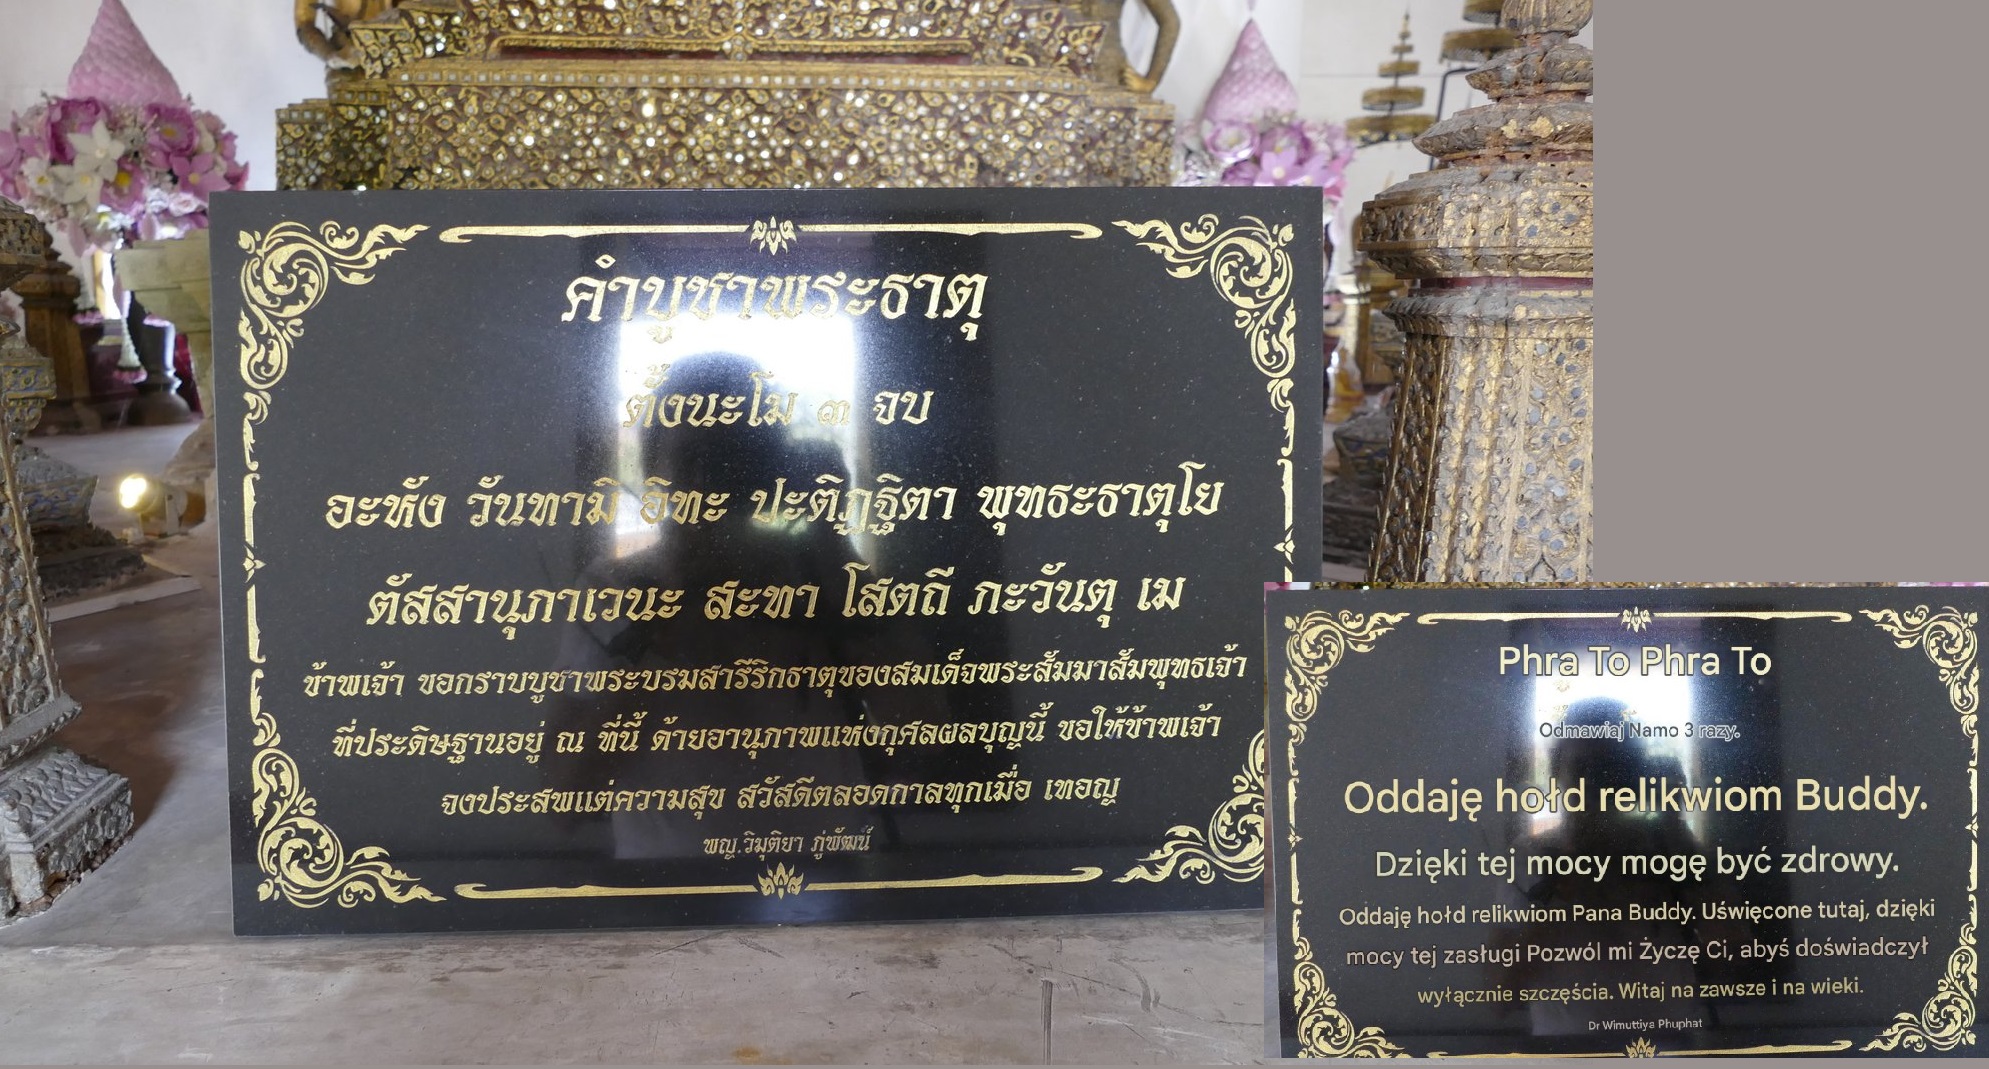 คำบูชาพระธาตุ
ตั้งนะโม ๓ จบ
อะหัง วันทามิ อิทะ ปะติฏฐิตา พุทธะธาตุโย
ตัสสานุภาเวนะ สะทา โสตถี ภะวันตุ เม
ข้าพเจ้า ขอกราบบูชาพระบรมสารีริกธาตุของสมเด็จพระสัมมาสัมพุทธเจ้า
ที่ประดิษฐานอยู่ ณ ที่นี้ ด้ายอานุภาพแห่งกุศลผลบุญนี้ ขอให้ข้าพเจ้า
จงประสพแต่ความสุข สวัสดีตลอดกาลทุกเมื่อ เทอญ
พญ.วิมุติยา ภู่พัฒน์
Phra To Phra To
Odmawiaj Namo 3 razy.
Oddaję hołd relikwiom Buddy.
Dzięki tej mocy mogę być zdrowy.
Oddaję hołd relikwiom Pana Buddy. Uświęcone tutaj, dzięki
mocy tej zasługi Pozwól mi Życzę Ci, abyś doświadczył
wyłącznie szczęścia. Witaj na zawsze i na wieki.
Dr Wimuttiya Phuphat